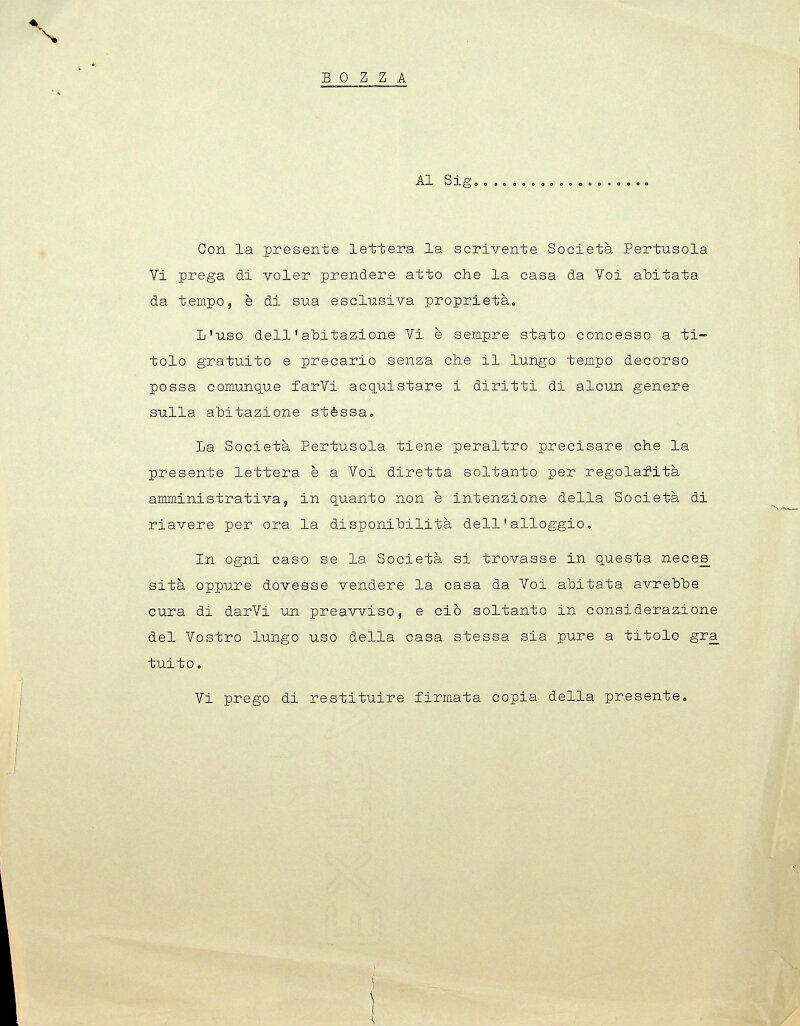 B O Z Z A
Al Sig...................
Con la presente lettera la scrivente Società Pertusola
Vi prega di voler prendere atto che la casa da Voi abitata
da tempo, è di sua esclusiva proprietà.
L'uso dell'abitazione Vi è sempre stato concesso a ti-
tolo gratuito e precario senza che il lungo tempo decorso
possa comunque farVi acquistare i diritti di alcun genere
sulla abitazione stèssa.
La Società Pertusola tiene peraltro precisare che la
presente lettera è a Voi diretta soltanto per regolarità
amministrativa, in quanto non è intenzione della Società di
riavere per ora la disponibilità dell'alloggio.
In ogni caso se la Società si trovasse in questa neces
sità oppure dovesse vendere la casa da Voi abitata avrebbe
cura di darVi un preavviso, e ciò soltanto in considerazione
del Vostro lungo uso della casa stessa sia pure a titolo gra
tuito.
Vi prego di restituire firmata copia della presente.